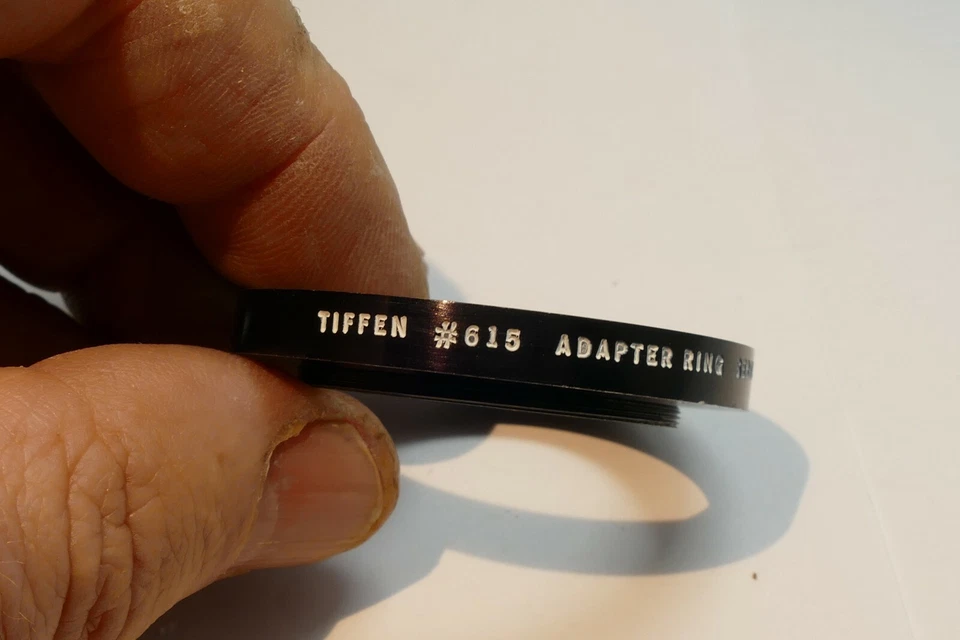 TIFFEN #615 ADAPTER RING